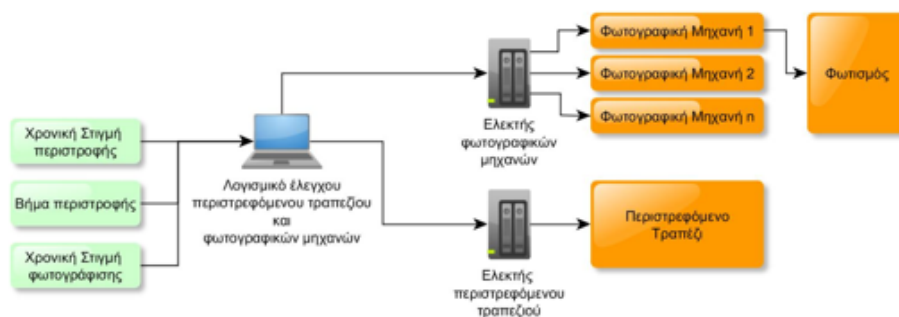 Χρονική Στιγμή
περιστροφής
Βήμα περιστροφής
Χρονική Στιγμή
φωτογράφισης
Λογισμικό έλεγχου
περιστρεφόμενου τραπεζίου
και
φωτογραφικών μηχανών
Ελεκτής
φωτογραφικών
μηχανών
Φωτογραφική Μηχανή 1
Φωτογραφική Μηχανή 2
Φωτογραφική Μηχανή n
Φωτισμός
Ελεκτής
περιστρεφόμενου
τραπεζιού
Περιστρεφόμενο
Τραπέζι